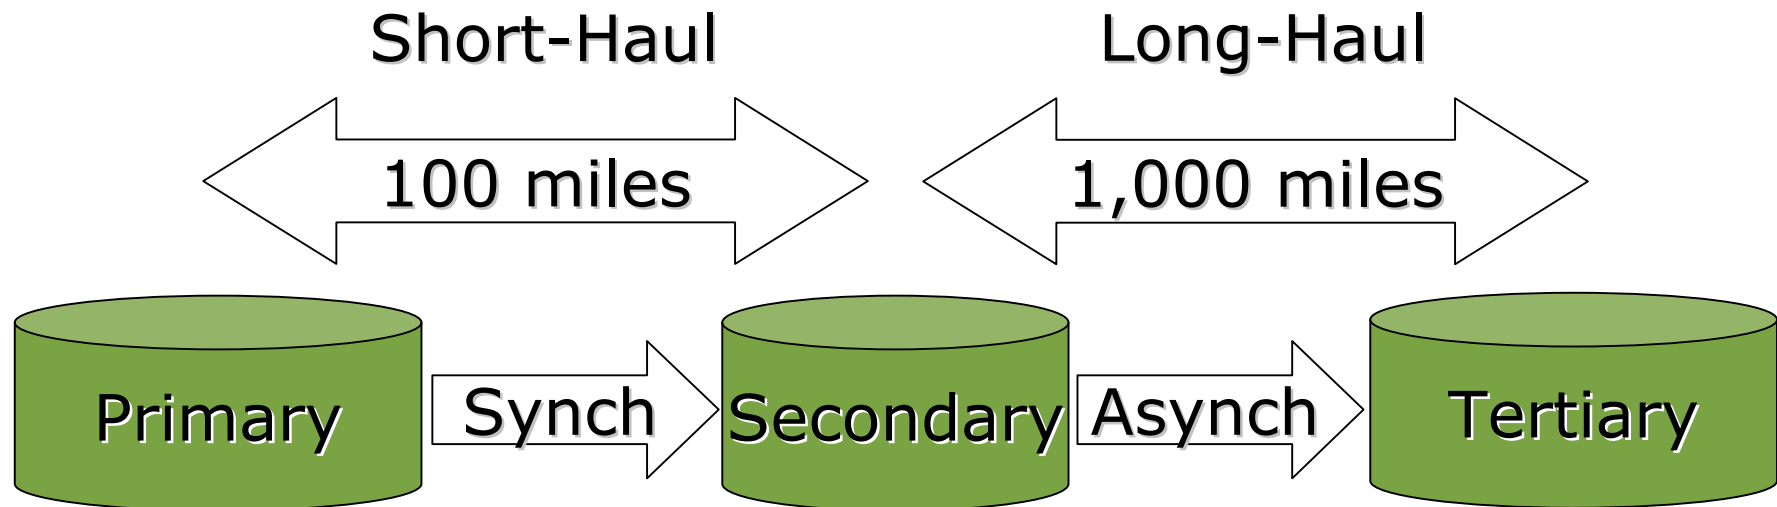 Short-Haul
Long-Haul
100 miles
1,000 miles
Primary
Synch
Secondary
Asynch
Tertiary